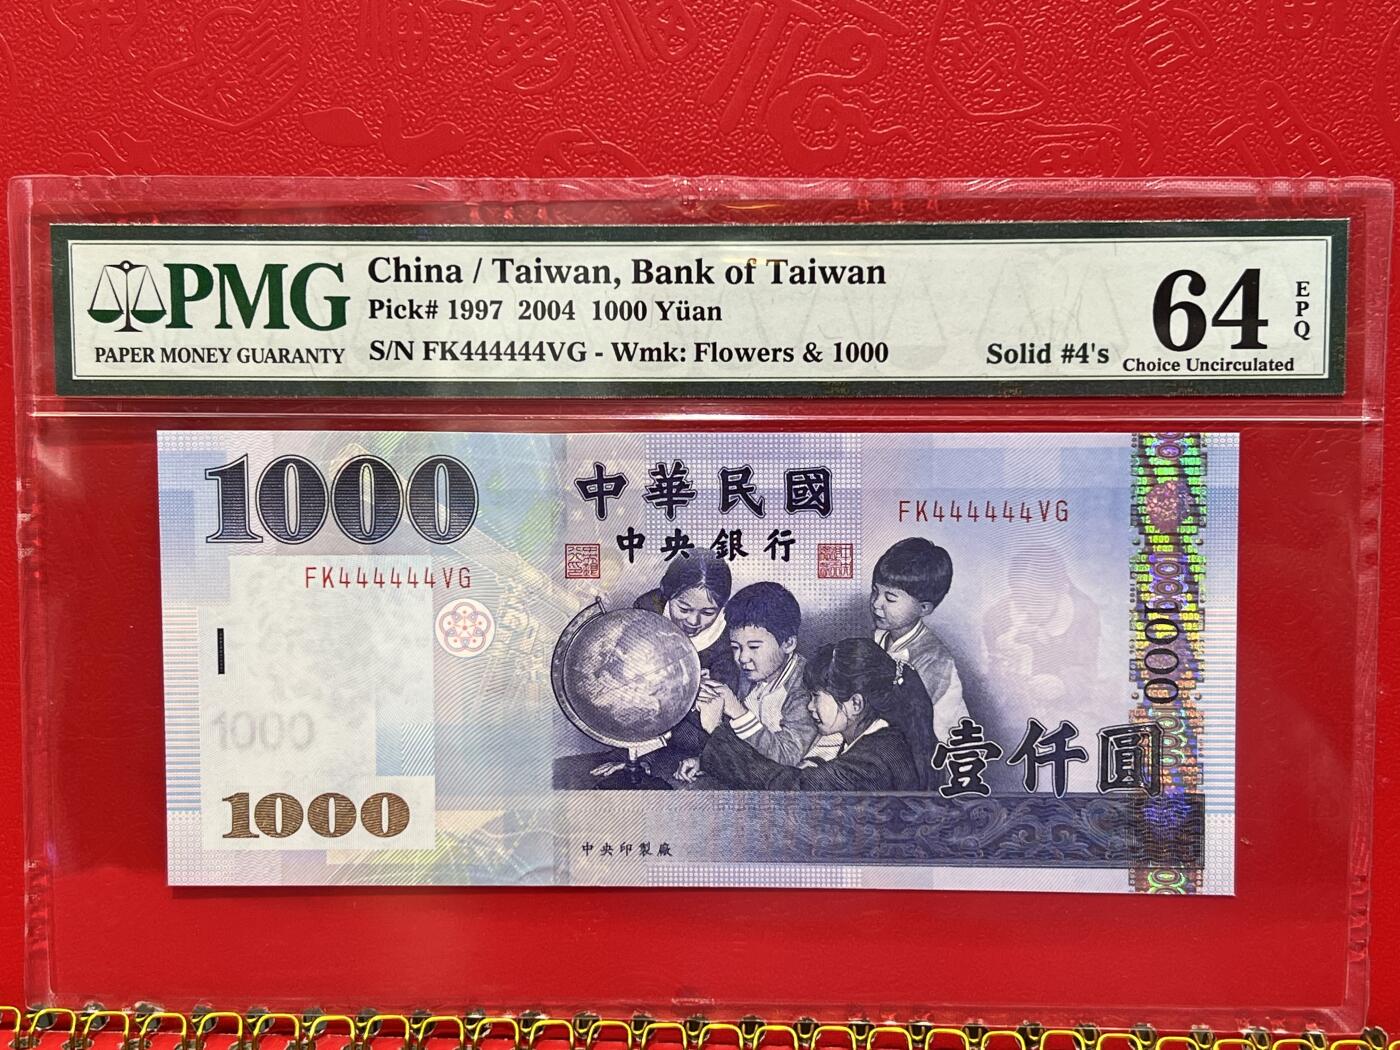 PMG
PAPER MONEY GUARANTY
China / Taiwan, Bank of Taiwan
Pick# 1997 2004 1000 Yüan
S/N FK444444VG - Wmk: Flowers & 1000
Solid #4's
64
EPQ
Choice Uncirculated
1000
中華民國
中央銀行
FK444444VG
FK444444VG
1000
1000
1000
壹仟圓
中央印製廠